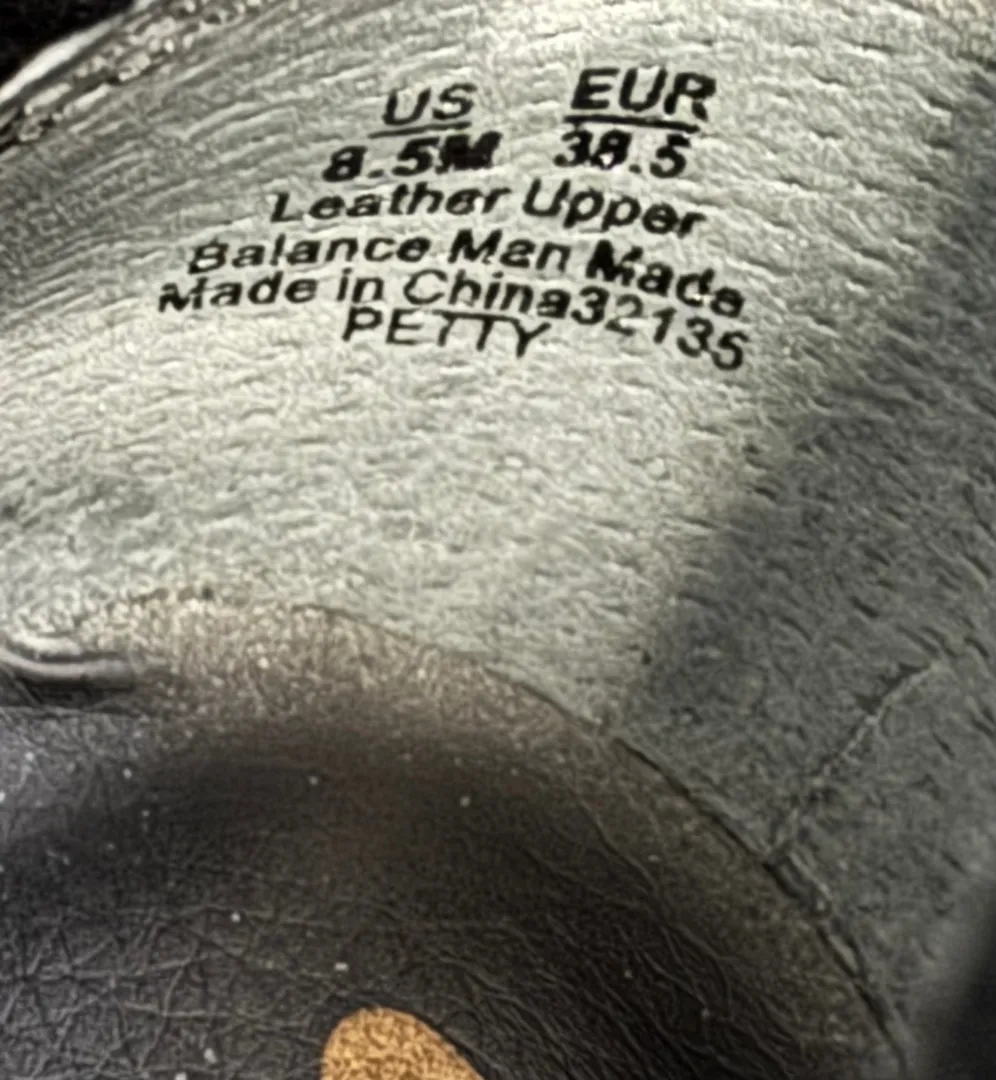 US EUR
8.5M 38.5
Leather Upper
Balance Man Made
Made in China32135
PETTY